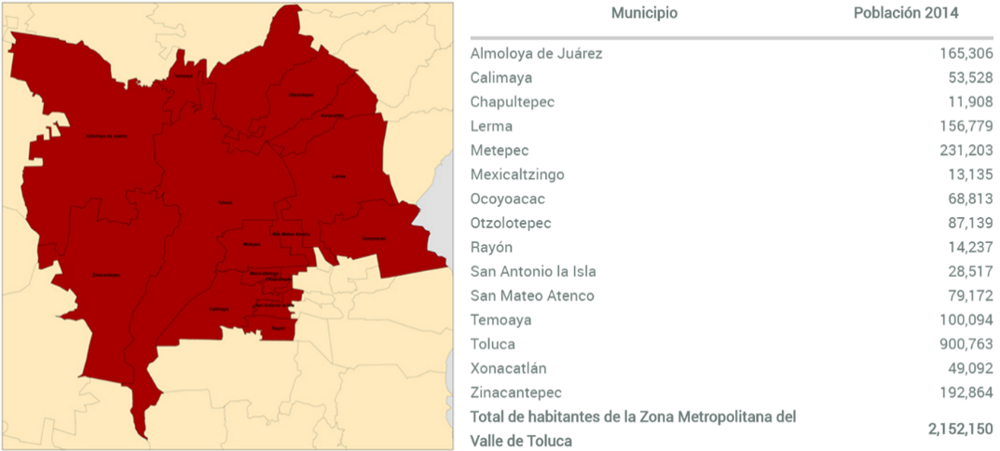 Municipio Población 2014
Almoloya de Juárez 165,306
Calimaya 53,528
Chapultepec 11,908
Lerma 156,779
Metepec 231,203
Mexicaltzingo 13,135
Ocoyoacac 68,813
Otzolotepec 87,139
Rayón 14,237
San Antonio la Isla 28,517
San Mateo Atenco 79,172
Temoaya 100,094
Toluca 900,763
Xonacatlán 49,092
Zinacantepec 192,864
Total de habitantes de la Zona Metropolitana del
Valle de Toluca 2,152,150